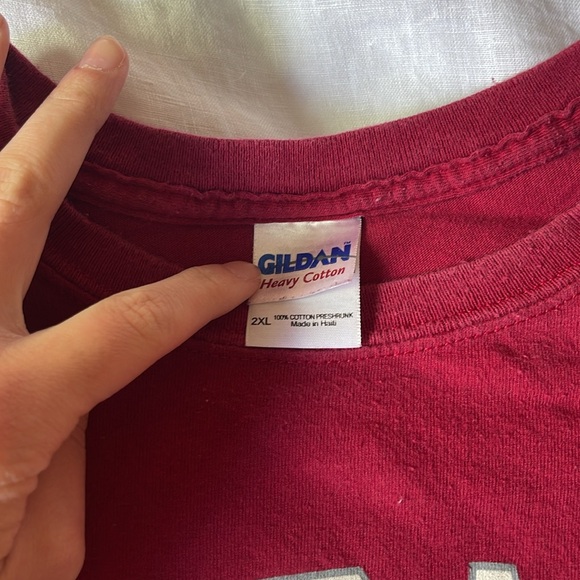 GILDAN
Heavy Cotton
2XL 100% COTTON PRESHRUNK
Made in Haiti